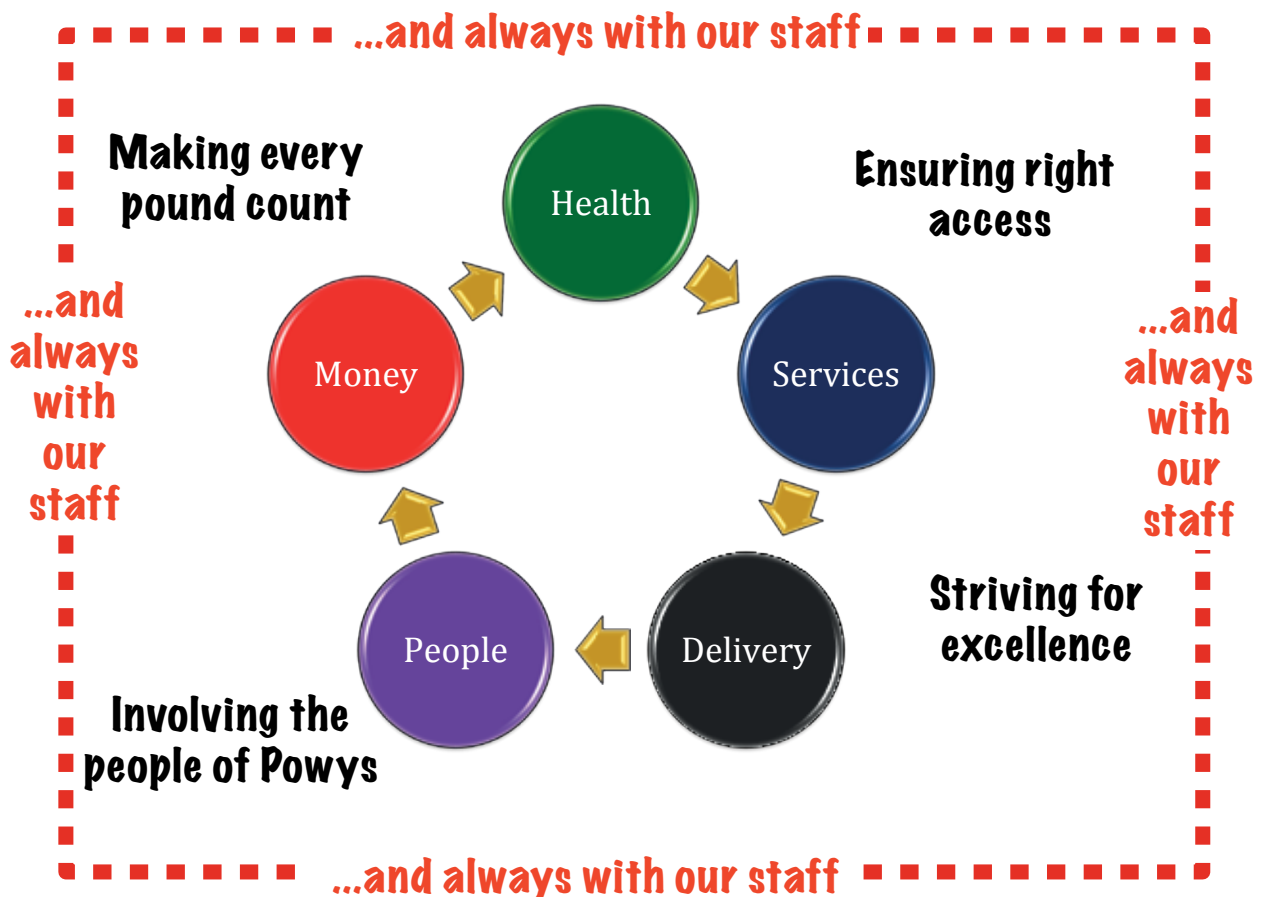 ...and always with our staff
Making every
pound count
Health
Ensuring right
access
...and
always
with
our
staff
Money
Services
...and
always
with
our
staff
People
Delivery
Striving for
excellence
Involving the
people of Powys
...and always with our staff